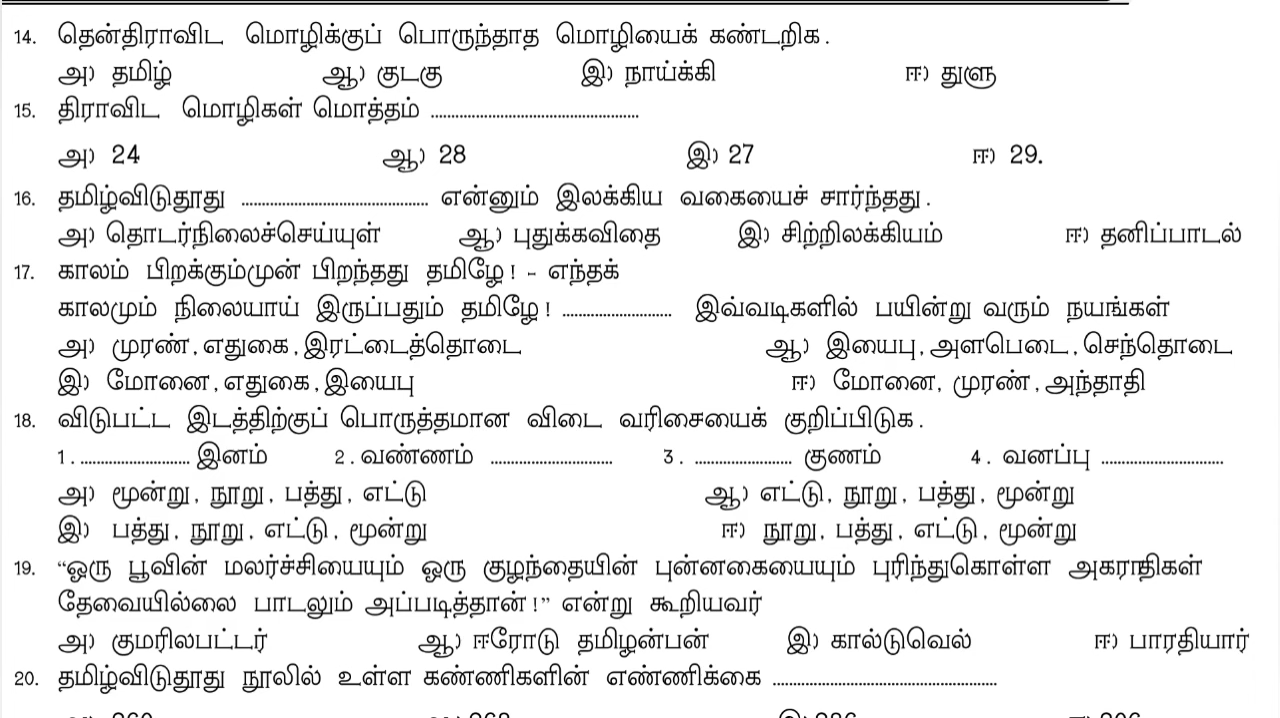 14. தென்திராவிட மொழிக்குப் பொருந்தாத மொழியைக் கண்டறிக.
அ) தமிழ் ஆ) குடகு இ) நாய்க்கி ஈ) துளு
15. திராவிட மொழிகள் மொத்தம் ....................
அ) 24 ஆ) 28 இ) 27 ஈ) 29.
16. தமிழ்விடுதூது .................... என்னும் இலக்கிய வகையைச் சார்ந்தது.
அ) தொடர்நிலைச்செய்யுள் ஆ) புதுக்கவிதை இ) சிற்றிலக்கியம் ஈ) தனிப்பாடல்
17. காலம் பிறக்கும்முன் பிறந்தது தமிழே! - எந்தக்
காலமும் நிலையாய் இருப்பதும் தமிழே! .................... இவ்வடிகளில் பயின்று வரும் நயங்கள்
அ) முரண்,எதுகை,இரட்டைத்தொடை ஆ) இயைபு,அளபெடை,செந்தொடை
இ) மோனை,எதுகை,இயைபு ஈ) மோனை, முரண்,அந்தாதி
18. விடுபட்ட இடத்திற்குப் பொருத்தமான விடை வரிசையைக் குறிப்பிடுக.
1. .................... இனம் 2. வண்ணம் .................... 3. .................... குணம் 4. வனப்பு ....................
அ) மூன்று, நூறு, பத்து, எட்டு ஆ) எட்டு, நூறு, பத்து, மூன்று
இ) பத்து, நூறு, எட்டு, மூன்று ஈ) நூறு, பத்து, எட்டு, மூன்று
19. “ஒரு பூவின் மலர்ச்சியையும் ஒரு குழந்தையின் புன்னகையையும் புரிந்துகொள்ள அகராதிகள்
தேவையில்லை பாடலும் அப்படித்தான்!” என்று கூறியவர்
அ) குமரிலபட்டர் ஆ) ஈரோடு தமிழன்பன் இ) கால்டுவெல் ஈ) பாரதியார்
20. தமிழ்விடுதூது நூலில் உள்ள கண்ணிகளின் எண்ணிக்கை ....................